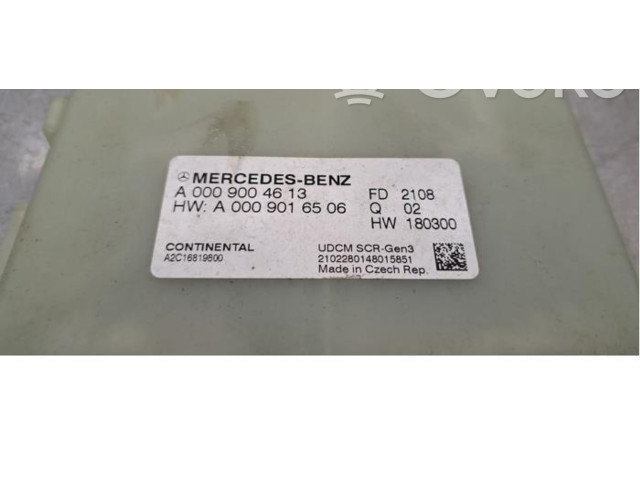 MERCEDES-BENZ
A 000 900 46 13
HW: A 000 901 65 06
FD 2108
Q 02
HW 180300
CONTINENTAL
A2C16819800
UDCM SCR-Gen3
2102280148015851
Made in Czech Rep.